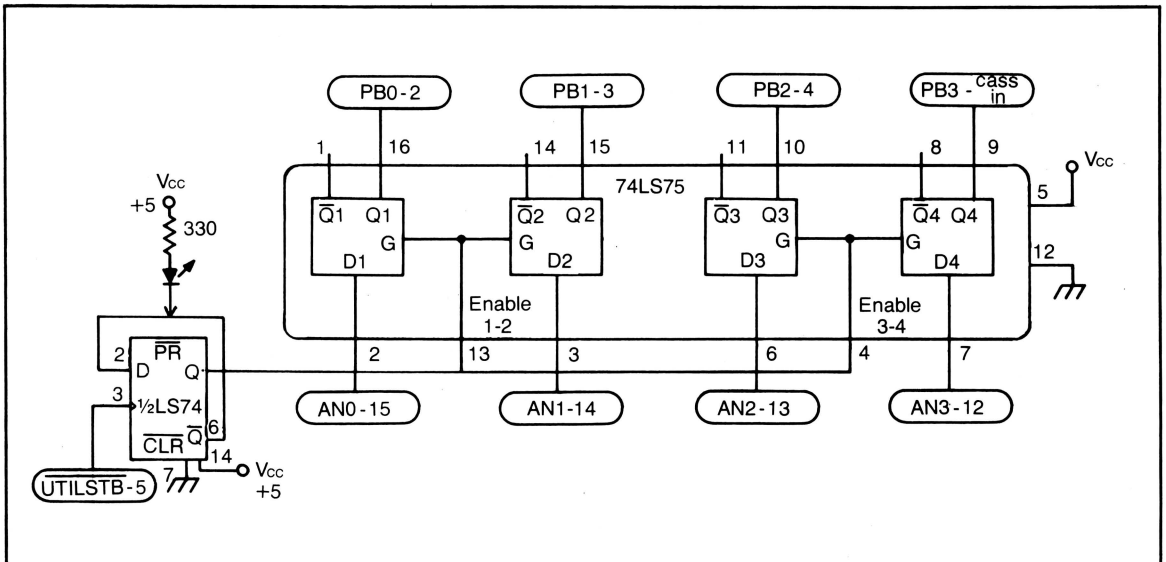 PB0-2
PB1-3
PB2-4
PB3 - cass in
1
16
14
15
11
10
8
9
Vcc
74LS75
5
Vcc
+5
330
Q̅1 Q1
G
D1
Q̅2 Q2
G
D2
Q̅3 Q3
G
D3
Q̅4 Q4
G
D4
12
Enable
1-2
Enable
3-4
2
13
3
6
4
7
2
P̅R̅
D
Q
3
½LS74
6
C̅L̅R̅
Q̅
14
7
Vcc
+5
U̅T̅I̅L̅S̅T̅B̅-5
AN0-15
AN1-14
AN2-13
AN3-12